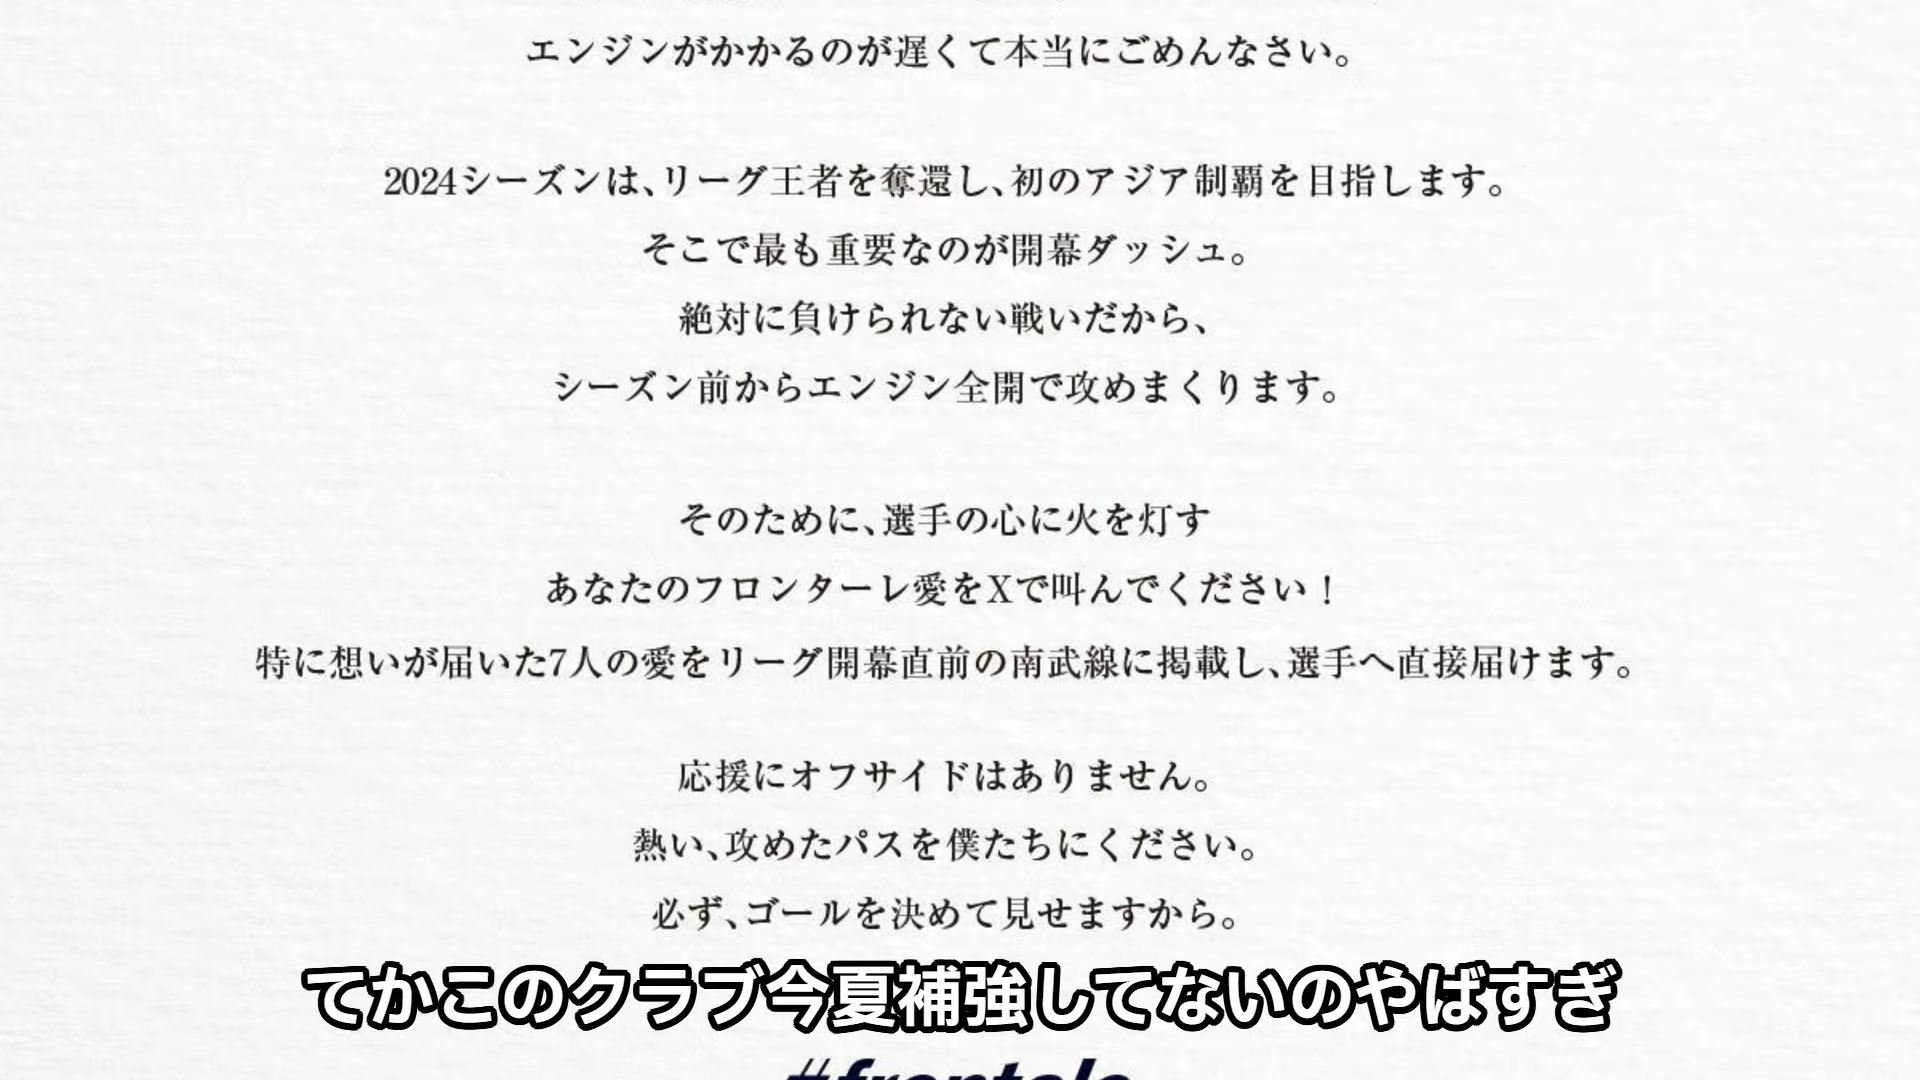 エンジンがかかるのが遅くて本当にごめんなさい。
2024シーズンは、リーグ王者を奪還し、初のアジア制覇を目指します。
そこで最も重要なのが開幕ダッシュ。
絶対に負けられない戦いだから、
シーズン前からエンジン全開で攻めまくります。
そのために、選手の心に火を灯す
あなたのフロンターレ愛をXで叫んでください！
特に想いが届いた7人の愛をリーグ開幕直前の南武線に掲載し、選手へ直接届けます。
応援にオフサイドはありません。
熱い、攻めたパスを僕たちにください。
必ず、ゴールを決めて見せますから。
てかこのクラブ今夏補強してないのやばすぎ
#frontale